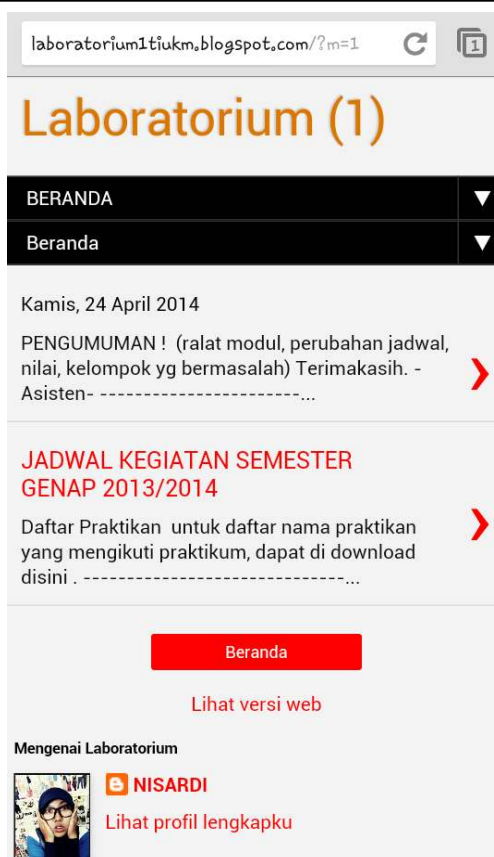 laboratorium1tiukm.blogspot.com/?m=1
1
Laboratorium (1)
BERANDA
Beranda
Kamis, 24 April 2014
PENGUMUMAN !  (ralat modul, perubahan jadwal,
nilai, kelompok yg bermasalah) Terimakasih. -
Asisten- -----------------------...
JADWAL KEGIATAN SEMESTER
GENAP 2013/2014
Daftar Praktikan  untuk daftar nama praktikan
yang mengikuti praktikum, dapat di download
disini . ------------------------------...
Beranda
Lihat versi web
Mengenai Laboratorium
NISARDI
Lihat profil lengkapku